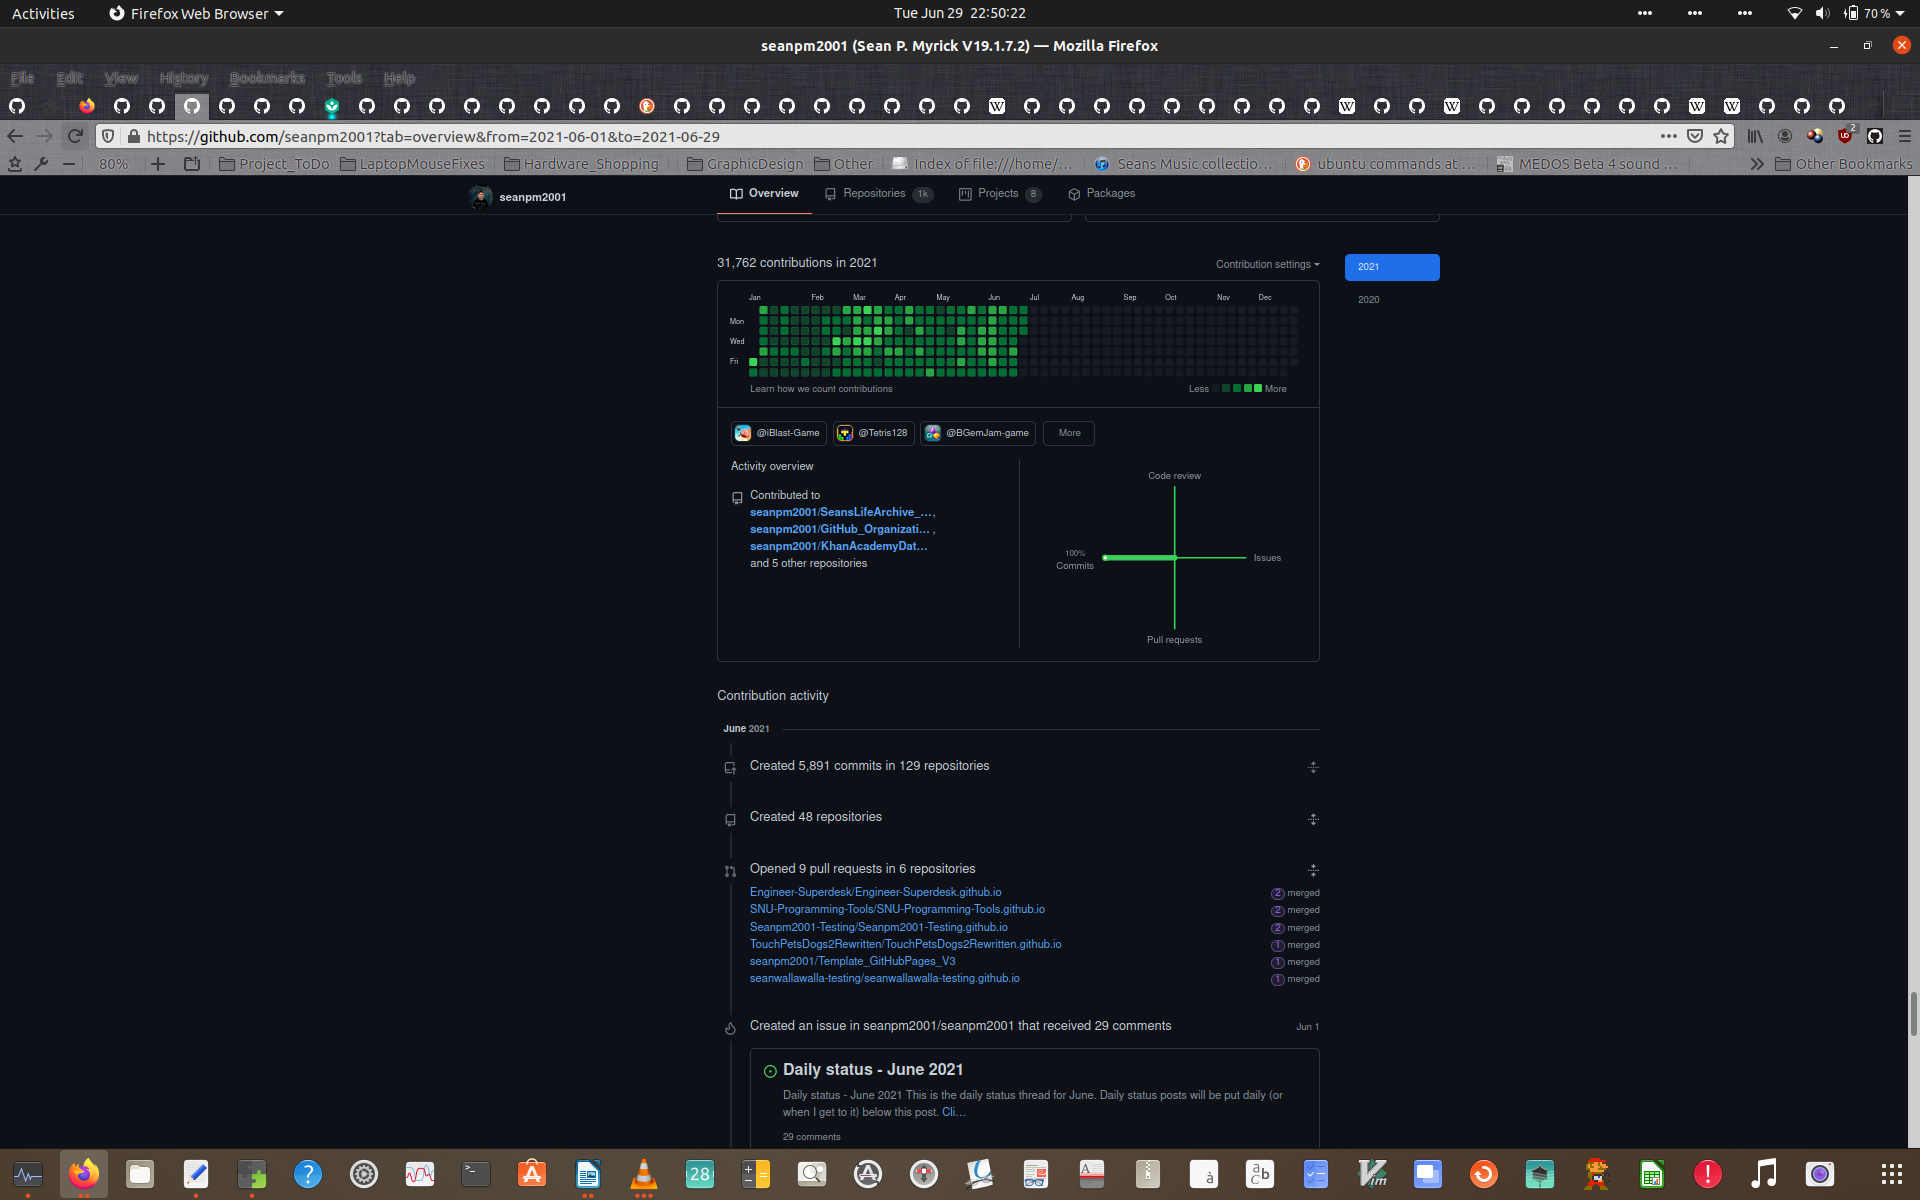 Activities
Firefox Web Browser
Tue Jun 29 22:50:22
70 %
seanpm2001 (Sean P. Myrick V19.1.7.2) — Mozilla Firefox
File Edit View History Bookmarks Tools Help
https://github.com/seanpm2001?tab=overview&from=2021-06-01&to=2021-06-29
2
80%
Project_ToDo
LaptopMouseFixes
Hardware_Shopping
GraphicDesign
Other
Index of file:///home/...
Seans Music collectio...
ubuntu commands at ...
MEDOS Beta 4 sound ...
Other Bookmarks
seanpm2001
Overview
Repositories 1k
Projects 8
Packages
31,762 contributions in 2021
Contribution settings
2021
2020
Jan Feb Mar Apr May Jun Jul Aug Sep Oct Nov Dec
Mon
Wed
Fri
Learn how we count contributions
Less More
@iBlast-Game
@Tetris128
@BGemJam-game
More
Activity overview
Contributed to
seanpm2001/SeansLifeArchive_...,
seanpm2001/GitHub_Organizati... ,
seanpm2001/KhanAcademyDat...
and 5 other repositories
Code review
100%
Commits
Issues
Pull requests
Contribution activity
June 2021
Created 5,891 commits in 129 repositories
Created 48 repositories
Opened 9 pull requests in 6 repositories
Engineer-Superdesk/Engineer-Superdesk.github.io 2 merged
SNU-Programming-Tools/SNU-Programming-Tools.github.io 2 merged
Seanpm2001-Testing/Seanpm2001-Testing.github.io 2 merged
TouchPetsDogs2Rewritten/TouchPetsDogs2Rewritten.github.io 1 merged
seanpm2001/Template_GitHubPages_V3 1 merged
seanwallawalla-testing/seanwallawalla-testing.github.io 1 merged
Created an issue in seanpm2001/seanpm2001 that received 29 comments Jun 1
Daily status - June 2021
Daily status - June 2021 This is the daily status thread for June. Daily status posts will be put daily (or
when I get to it) below this post. Cli...
29 comments
28